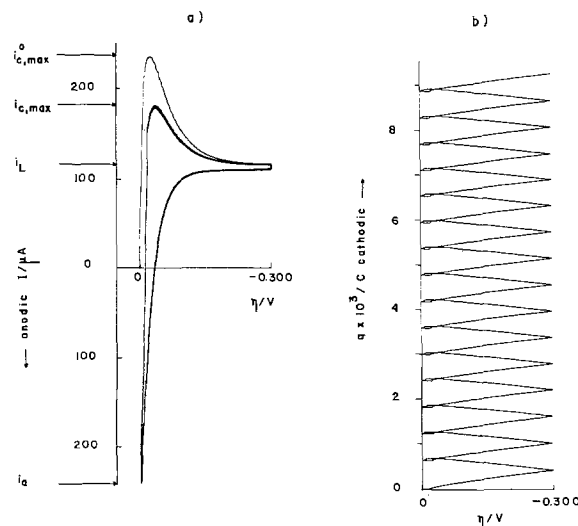 a)
b)
i°c,max
200
ic,max
iL
100
0
0
-0.300
η/V
← anodic I/μA
100
200
ia
q x 10³/C cathodic →
8
6
4
2
0
0
-0.300
η/V